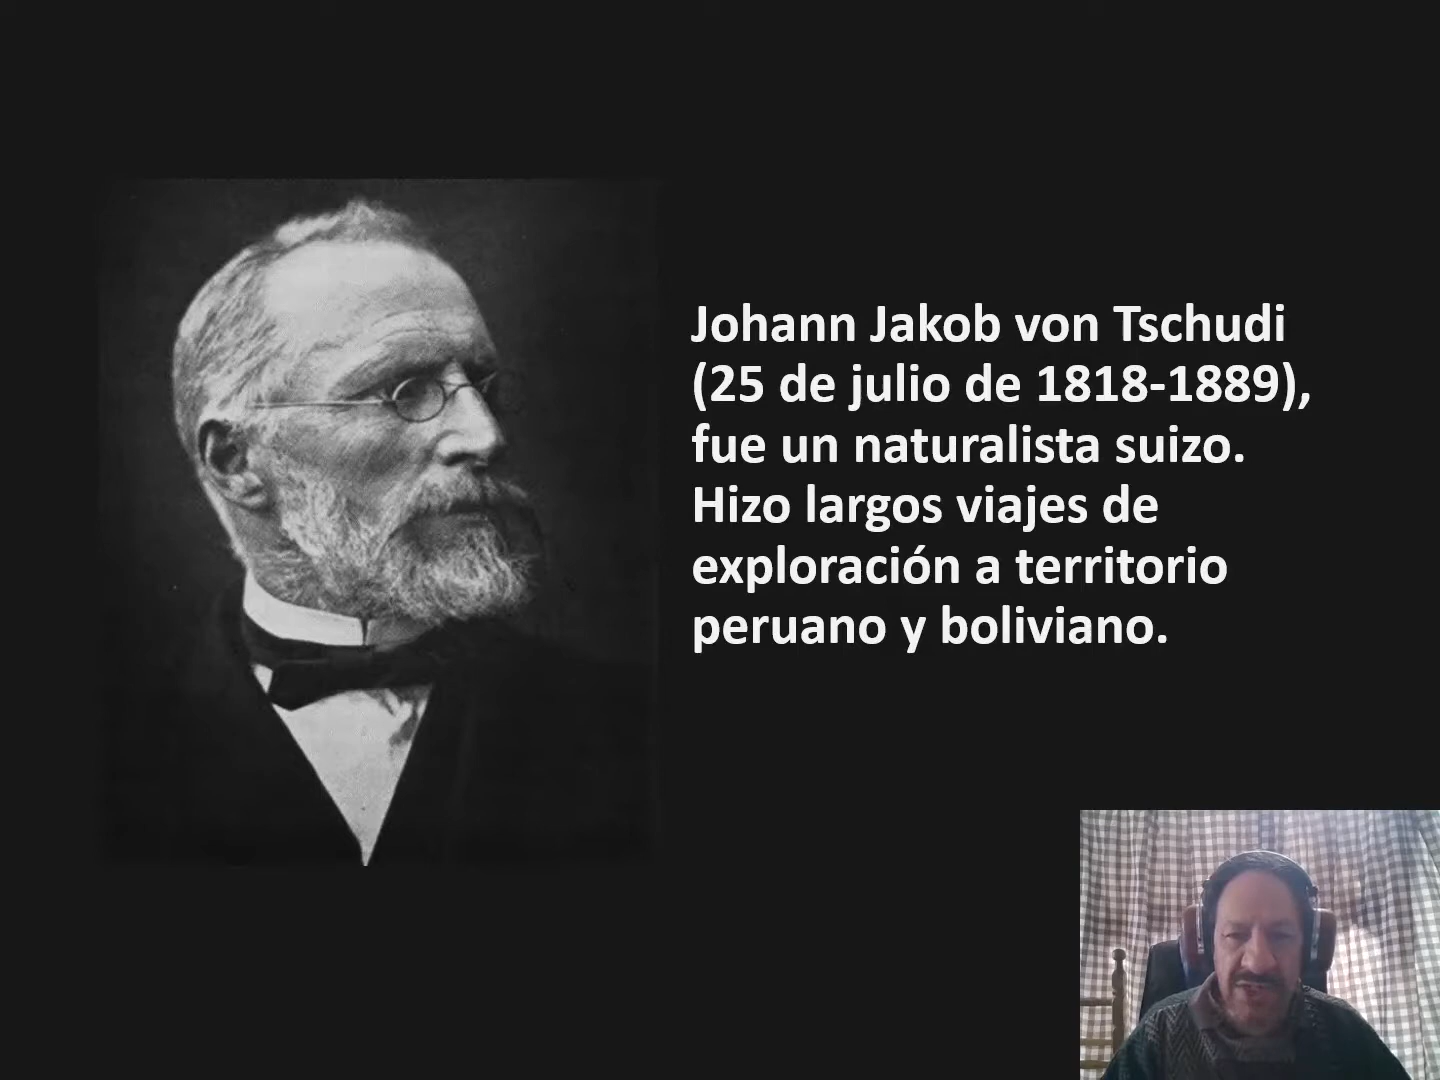 Johann Jakob von Tschudi
(25 de julio de 1818-1889),
fue un naturalista suizo.
Hizo largos viajes de
exploración a territorio
peruano y boliviano.